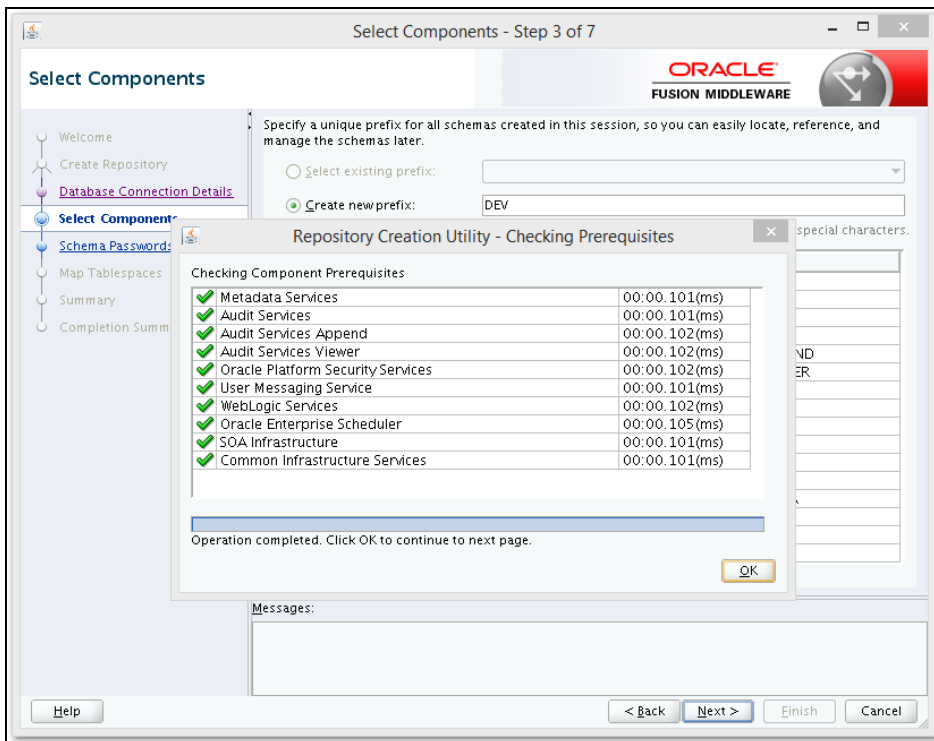 Select Components - Step 3 of 7
Select Components
ORACLE
FUSION MIDDLEWARE
Welcome
Create Repository
Database Connection Details
Select Components
Schema Passwords
Map Tablespaces
Summary
Completion Summ
Specify a unique prefix for all schemas created in this session, so you can easily locate, reference, and
manage the schemas later.
Select existing prefix:
Create new prefix: DEV
special characters.
Repository Creation Utility - Checking Prerequisites
Checking Component Prerequisites
Metadata Services 00:00.101(ms)
Audit Services 00:00.101(ms)
Audit Services Append 00:00.102(ms)
Audit Services Viewer 00:00.102(ms)
Oracle Platform Security Services 00:00.102(ms)
User Messaging Service 00:00.101(ms)
WebLogic Services 00:00.102(ms)
Oracle Enterprise Scheduler 00:00.105(ms)
SOA Infrastructure 00:00.101(ms)
Common Infrastructure Services 00:00.101(ms)
Operation completed. Click OK to continue to next page.
OK
ND
ER
Messages:
Help
< Back
Next >
Finish
Cancel